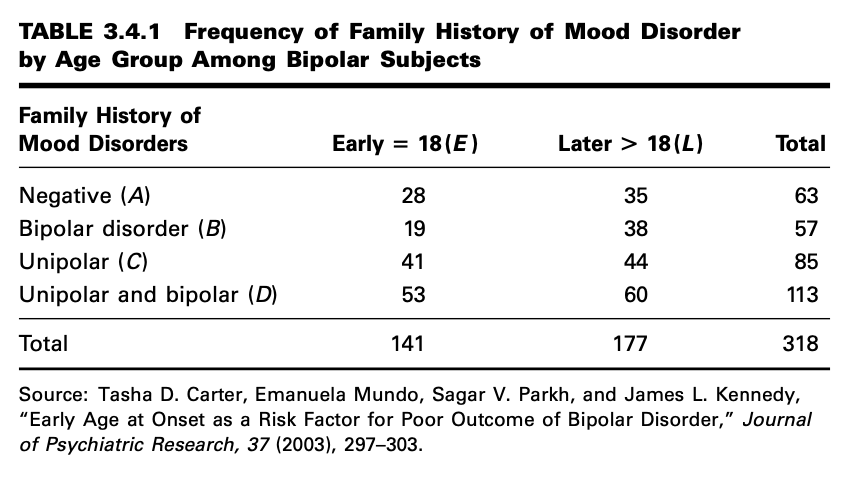 TABLE 3.4.1 Frequency of Family History of Mood Disorder
by Age Group Among Bipolar Subjects
Family History of
Mood Disorders Early = 18(E) Later > 18(L) Total
Negative (A) 28 35 63
Bipolar disorder (B) 19 38 57
Unipolar (C) 41 44 85
Unipolar and bipolar (D) 53 60 113
Total 141 177 318
Source: Tasha D. Carter, Emanuela Mundo, Sagar V. Parkh, and James L. Kennedy,
“Early Age at Onset as a Risk Factor for Poor Outcome of Bipolar Disorder,” Journal
of Psychiatric Research, 37 (2003), 297–303.